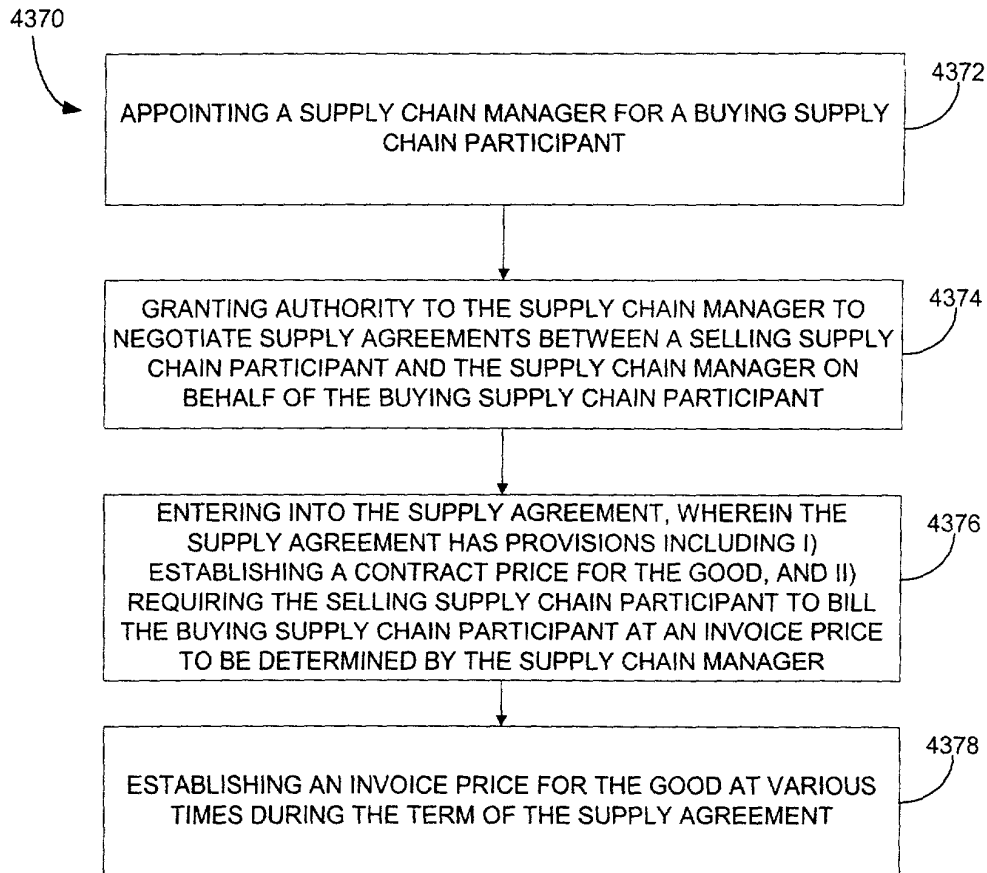 4370
4372
APPOINTING A SUPPLY CHAIN MANAGER FOR A BUYING SUPPLY
CHAIN PARTICIPANT
4374
GRANTING AUTHORITY TO THE SUPPLY CHAIN MANAGER TO
NEGOTIATE SUPPLY AGREEMENTS BETWEEN A SELLING SUPPLY
CHAIN PARTICIPANT AND THE SUPPLY CHAIN MANAGER ON
BEHALF OF THE BUYING SUPPLY CHAIN PARTICIPANT
4376
ENTERING INTO THE SUPPLY AGREEMENT, WHEREIN THE
SUPPLY AGREEMENT HAS PROVISIONS INCLUDING I)
ESTABLISHING A CONTRACT PRICE FOR THE GOOD, AND II)
REQUIRING THE SELLING SUPPLY CHAIN PARTICIPANT TO BILL
THE BUYING SUPPLY CHAIN PARTICIPANT AT AN INVOICE PRICE
TO BE DETERMINED BY THE SUPPLY CHAIN MANAGER
4378
ESTABLISHING AN INVOICE PRICE FOR THE GOOD AT VARIOUS
TIMES DURING THE TERM OF THE SUPPLY AGREEMENT